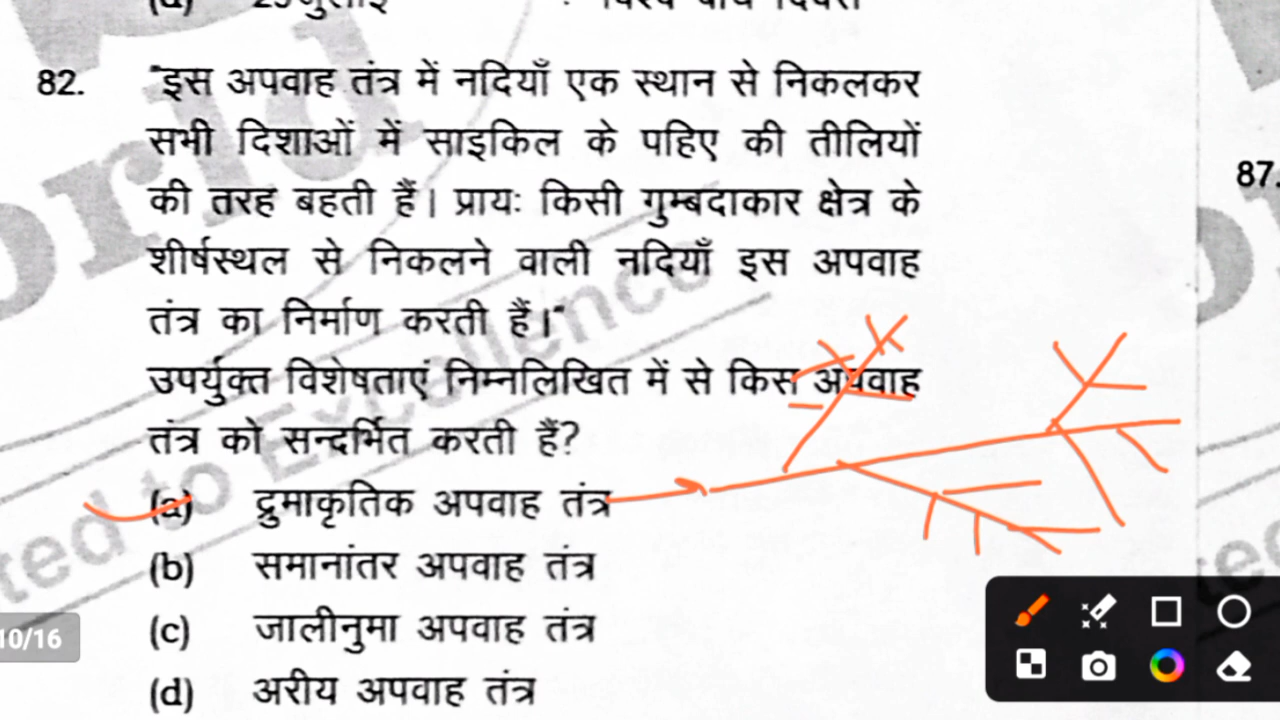 82. "इस अपवाह तंत्र में नदियाँ एक स्थान से निकलकर
सभी दिशाओं में साइकिल के पहिए की तीलियों
की तरह बहती हैं। प्रायः किसी गुम्बदाकार क्षेत्र के
शीर्षस्थल से निकलने वाली नदियाँ इस अपवाह
तंत्र का निर्माण करती हैं।"
उपर्युक्त विशेषताएं निम्नलिखित में से किस अपवाह
तंत्र को सन्दर्भित करती हैं?
(a) द्रुमाकृतिक अपवाह तंत्र
(b) समानांतर अपवाह तंत्र
(c) जालीनुमा अपवाह तंत्र
(d) अरीय अपवाह तंत्र
87.
10/16